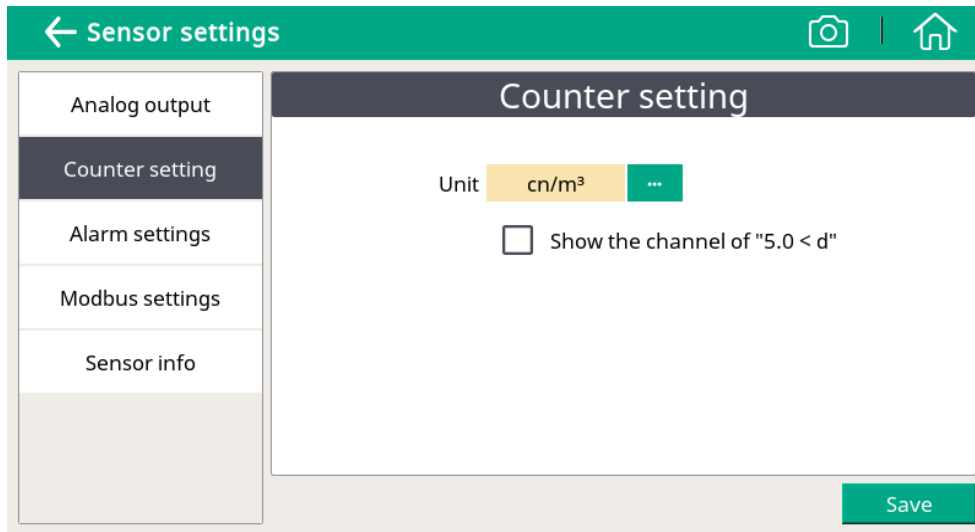 Sensor settings
Analog output
Counter setting
Alarm settings
Modbus settings
Sensor info
Counter setting
Unit cn/m³ ···
Show the channel of "5.0 < d"
Save